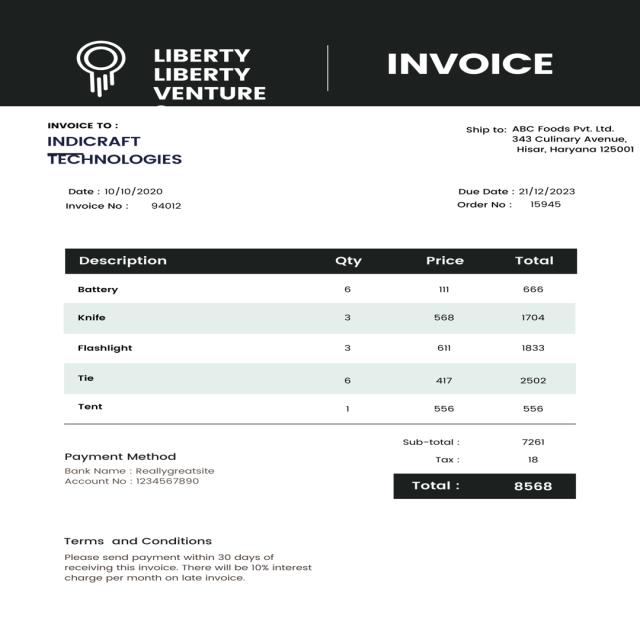 LIBERTY
LIBERTY
VENTURE
INVOICE
INVOICE TO :
INDICRAFT
TECHNOLOGIES
Ship to: ABC Foods Pvt. Ltd.
343 Culinary Avenue,
Hisar, Haryana 125001
Date : 10/10/2020
Invoice No : 94012
Due Date : 21/12/2023
Order No : 15945
Description Qty Price Total
Battery 6 111 666
Knife 3 568 1704
Flashlight 3 611 1833
Tie 6 417 2502
Tent 1 556 556
Sub-total : 7261
Tax : 18
Total : 8568
Payment Method
Bank Name : Reallygreatsite
Account No : 1234567890
Terms and Conditions
Please send payment within 30 days of
receiving this invoice. There will be 10% interest
charge per month on late invoice.